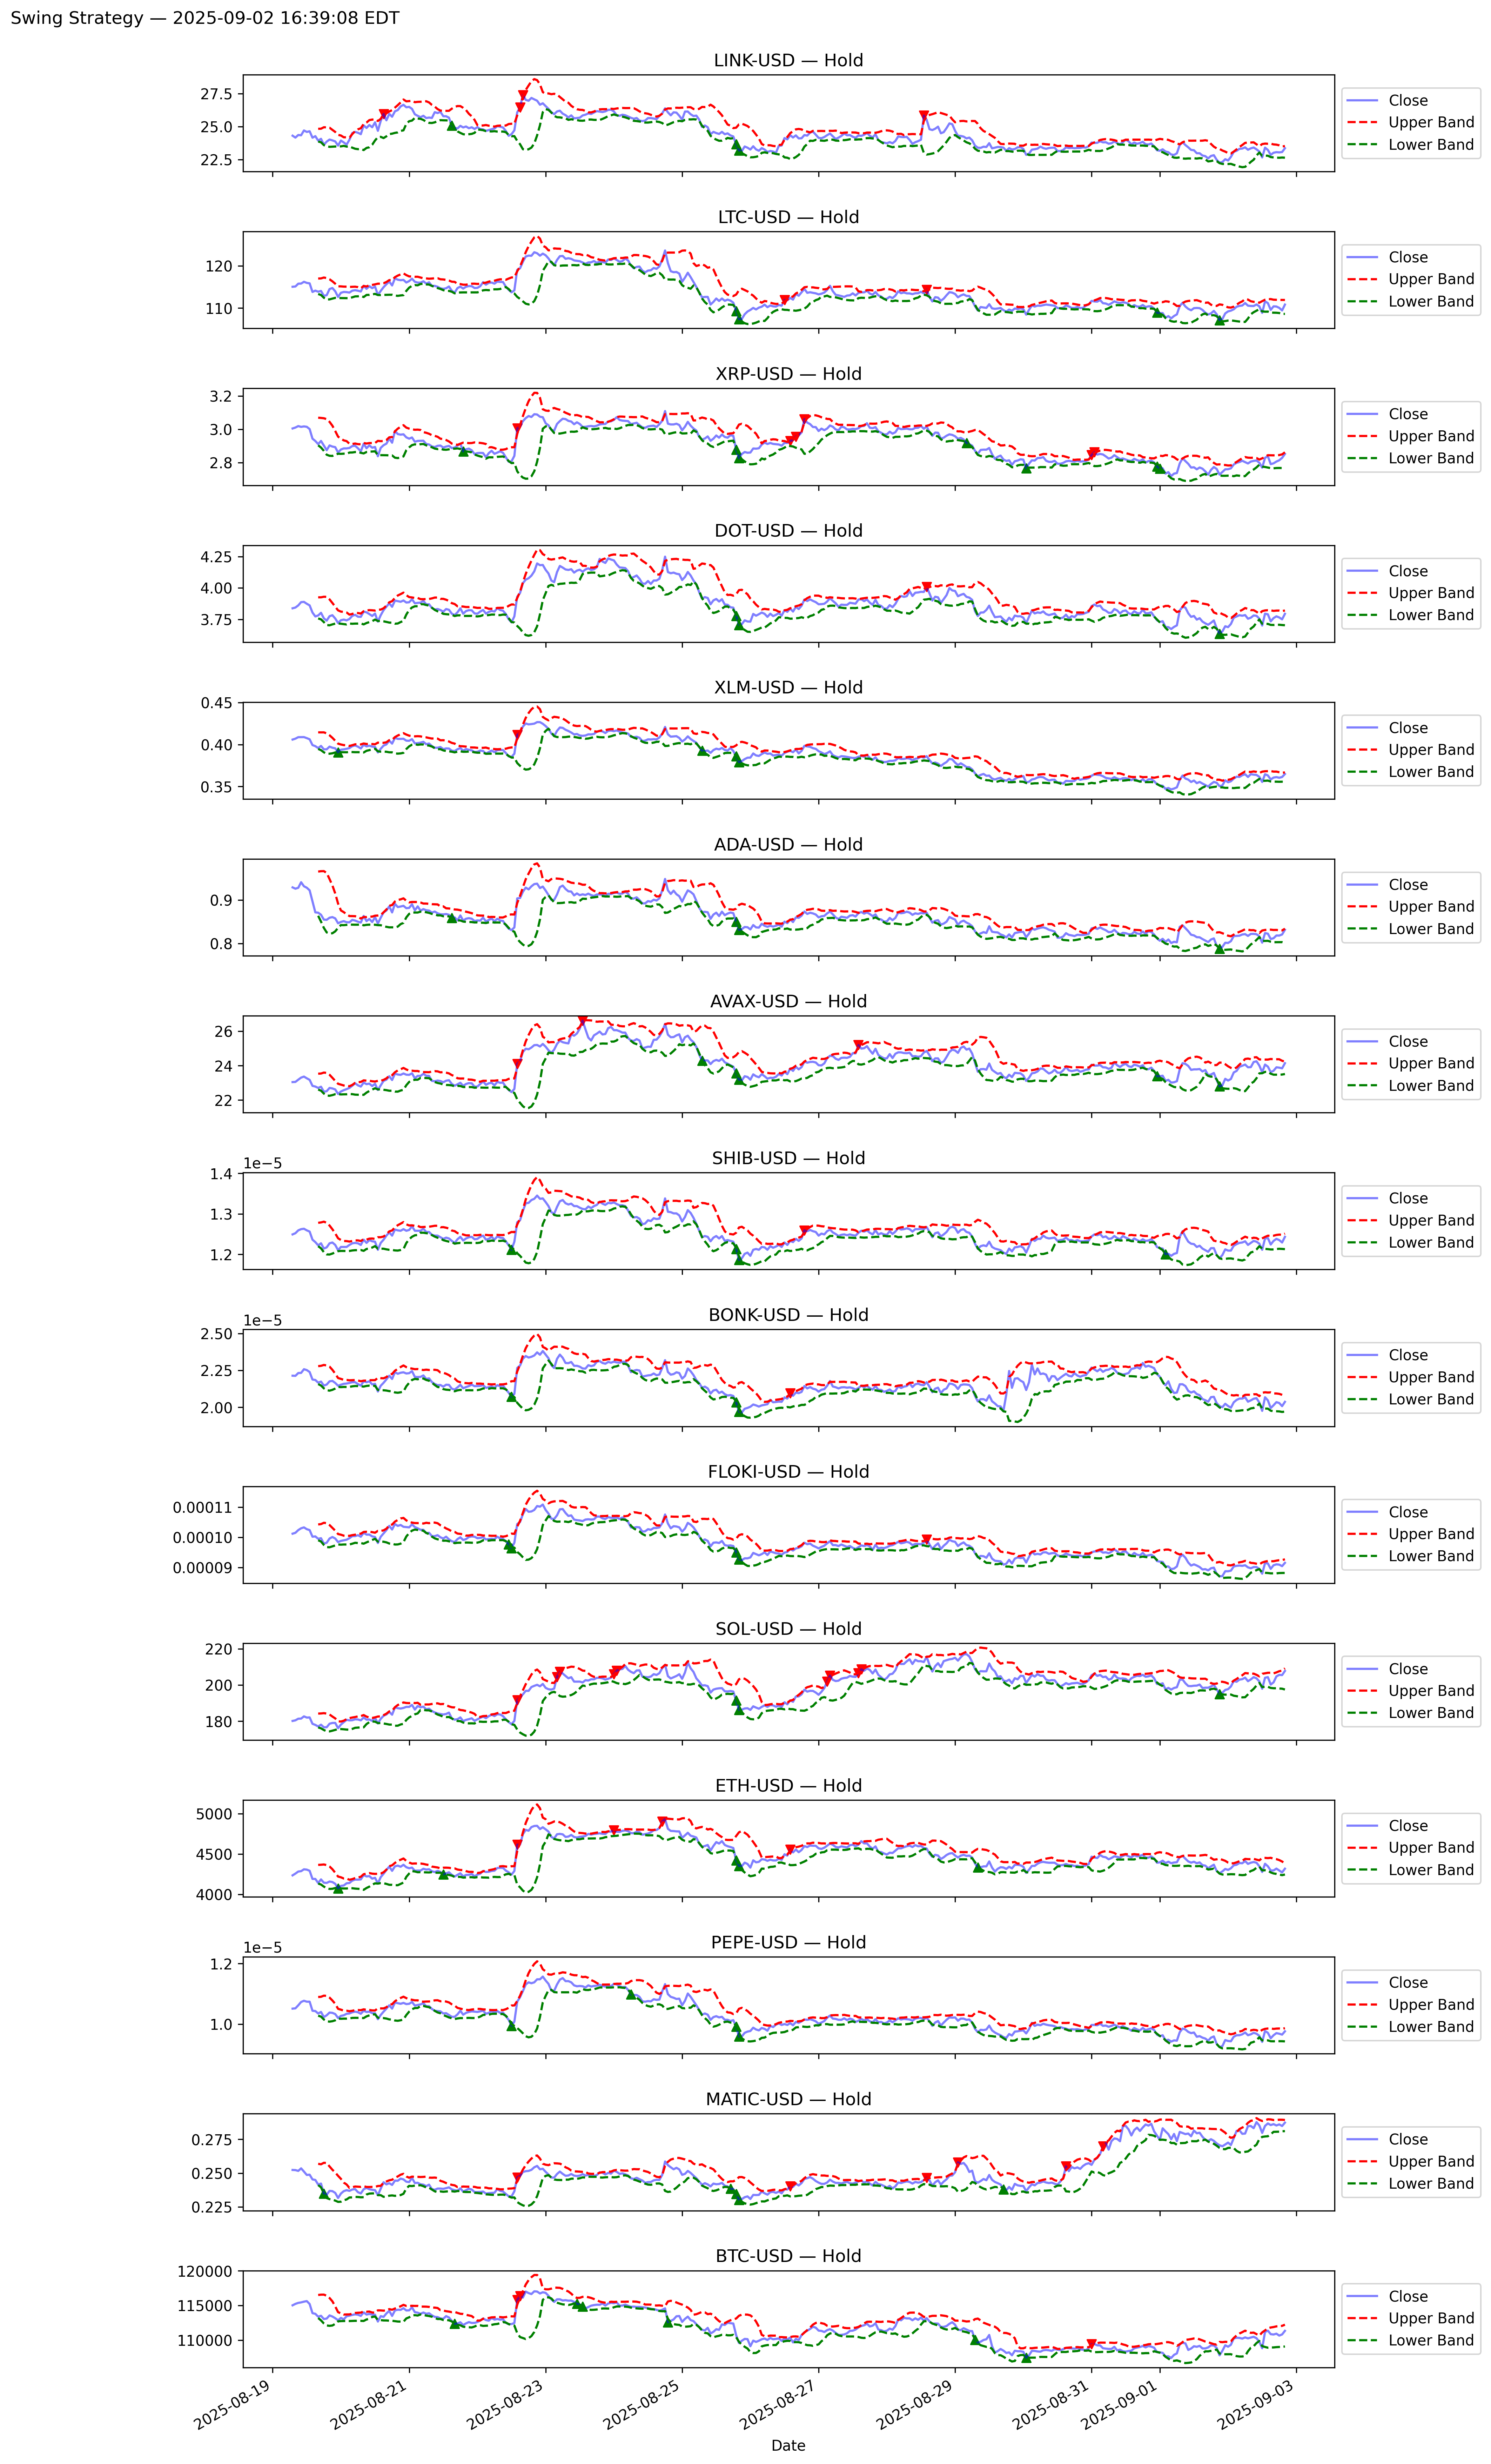 Swing Strategy — 2025-09-02 16:39:08 EDT
LINK-USD — Hold
27.5
25.0
22.5
Close
Upper Band
Lower Band
LTC-USD — Hold
120
110
Close
Upper Band
Lower Band
XRP-USD — Hold
3.2
3.0
2.8
Close
Upper Band
Lower Band
DOT-USD — Hold
4.25
4.00
3.75
Close
Upper Band
Lower Band
XLM-USD — Hold
0.45
0.40
0.35
Close
Upper Band
Lower Band
ADA-USD — Hold
0.9
0.8
Close
Upper Band
Lower Band
AVAX-USD — Hold
26
24
22
Close
Upper Band
Lower Band
SHIB-USD — Hold
1e−5
1.4
1.3
1.2
Close
Upper Band
Lower Band
BONK-USD — Hold
1e−5
2.50
2.25
2.00
Close
Upper Band
Lower Band
FLOKI-USD — Hold
0.00011
0.00010
0.00009
Close
Upper Band
Lower Band
SOL-USD — Hold
220
200
180
Close
Upper Band
Lower Band
ETH-USD — Hold
5000
4500
4000
Close
Upper Band
Lower Band
PEPE-USD — Hold
1e−5
1.2
1.0
Close
Upper Band
Lower Band
MATIC-USD — Hold
0.275
0.250
0.225
Close
Upper Band
Lower Band
BTC-USD — Hold
120000
115000
110000
Close
Upper Band
Lower Band
2025-08-19
2025-08-21
2025-08-23
2025-08-25
2025-08-27
2025-08-29
2025-08-31
2025-09-01
2025-09-03
Date